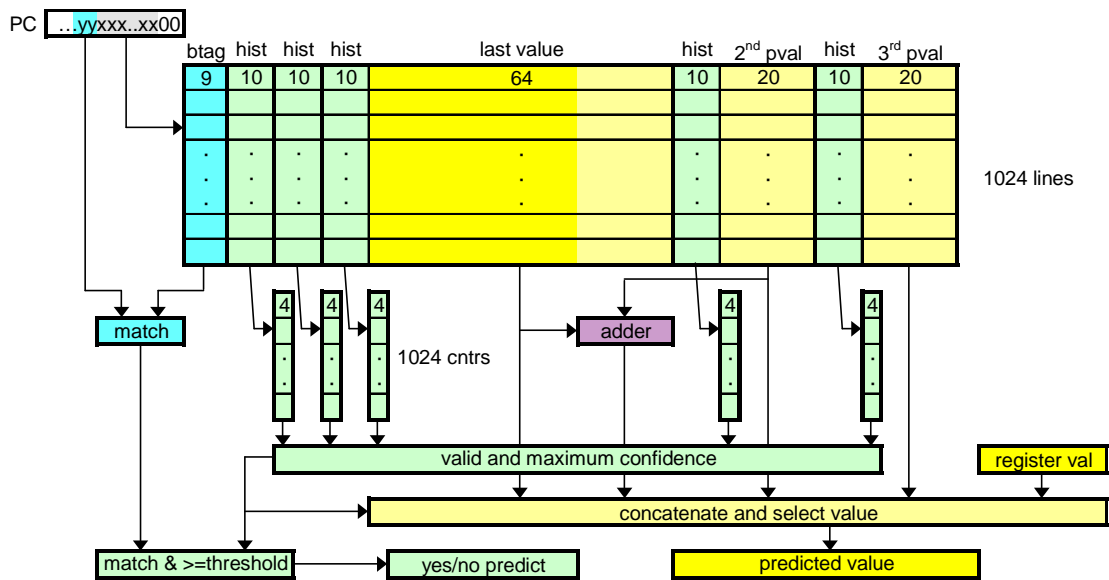 PC ...yyxxx..xx00
btag hist hist hist last value hist 2nd pval hist 3rd pval
9 10 10 10 64 10 20 10 20
. . . . . . . . .
. . . . . . . . .
. . . . . . . . .
1024 lines
4 4 4 4 4
match adder
1024 cntrs
. . . . .
. . . . .
valid and maximum confidence register val
concatenate and select value
match & >=threshold yes/no predict predicted value